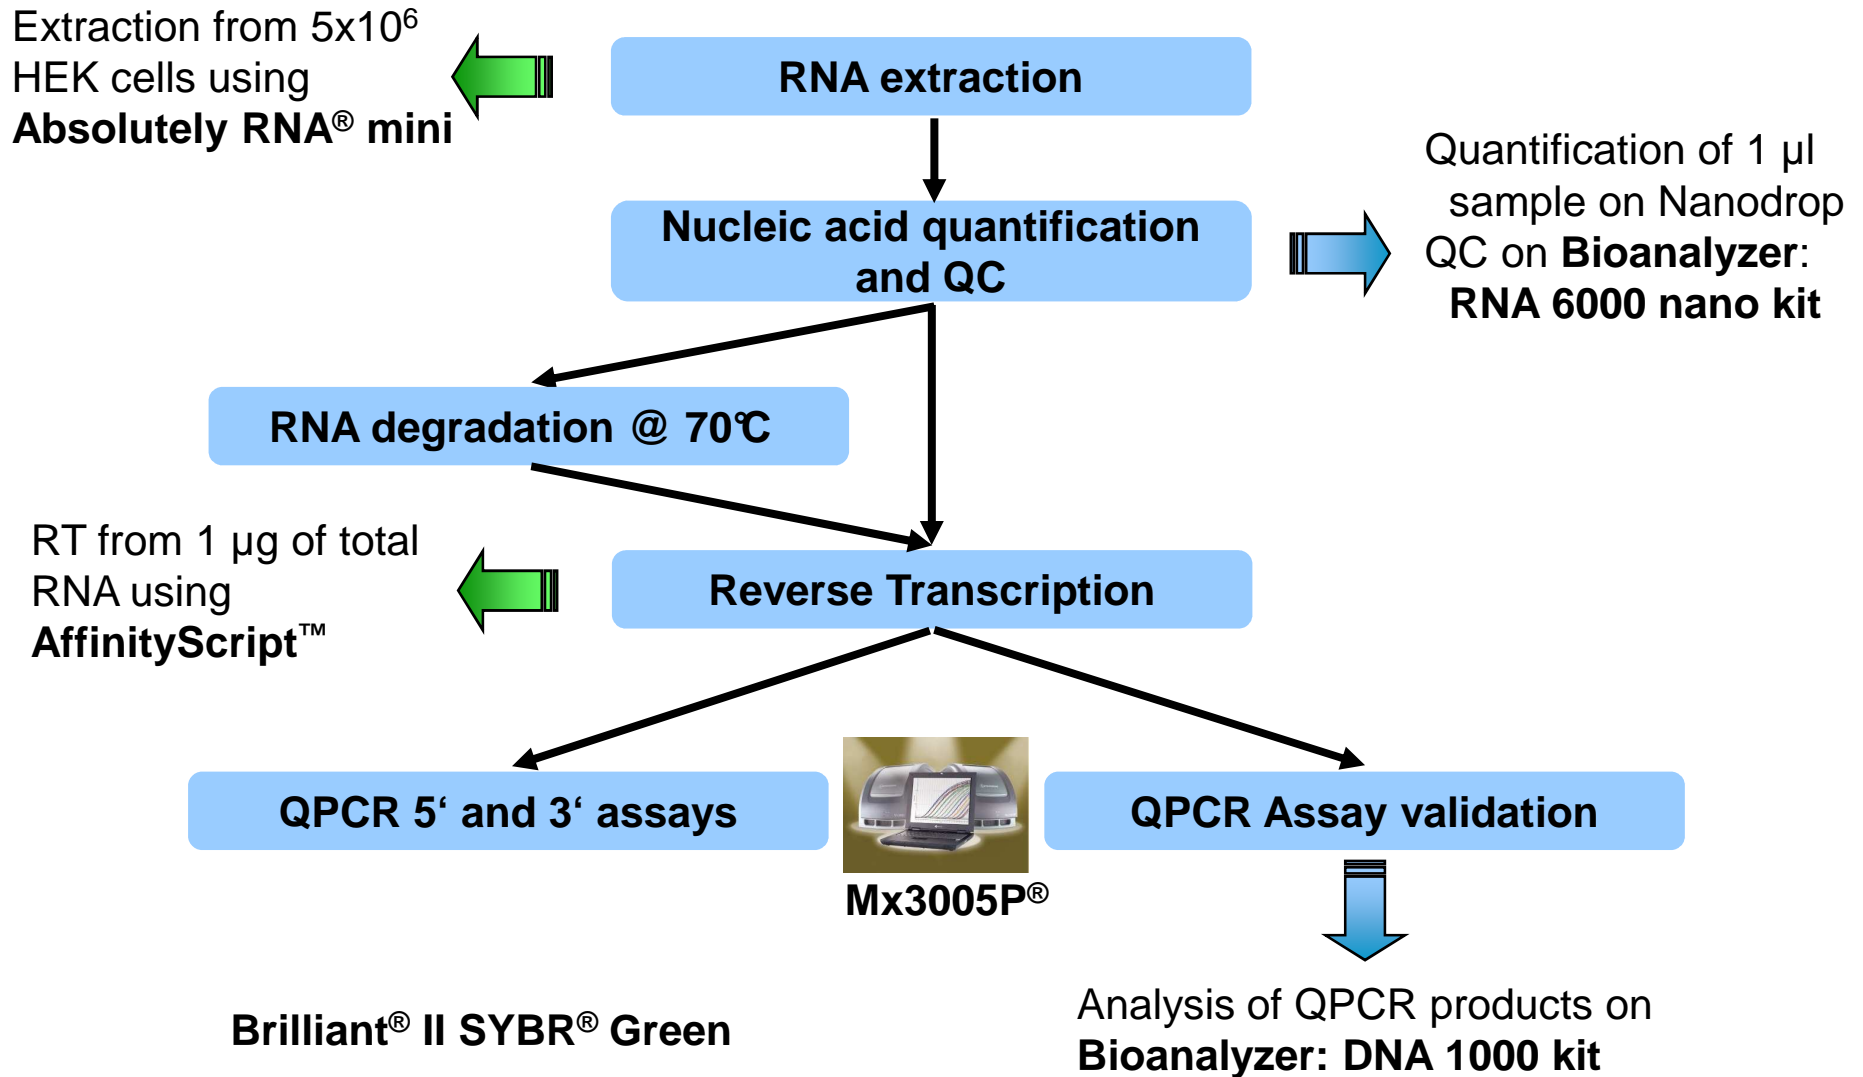 Extraction from 5x10⁶
HEK cells using
Absolutely RNA® mini
RNA extraction
Quantification of 1 µl
sample on Nanodrop
QC on Bioanalyzer:
RNA 6000 nano kit
Nucleic acid quantification
and QC
RNA degradation @ 70°C
RT from 1 µg of total
RNA using
AffinityScript™
Reverse Transcription
QPCR 5‘ and 3‘ assays
QPCR Assay validation
Mx3005P®
Brilliant® II SYBR® Green
Analysis of QPCR products on
Bioanalyzer: DNA 1000 kit